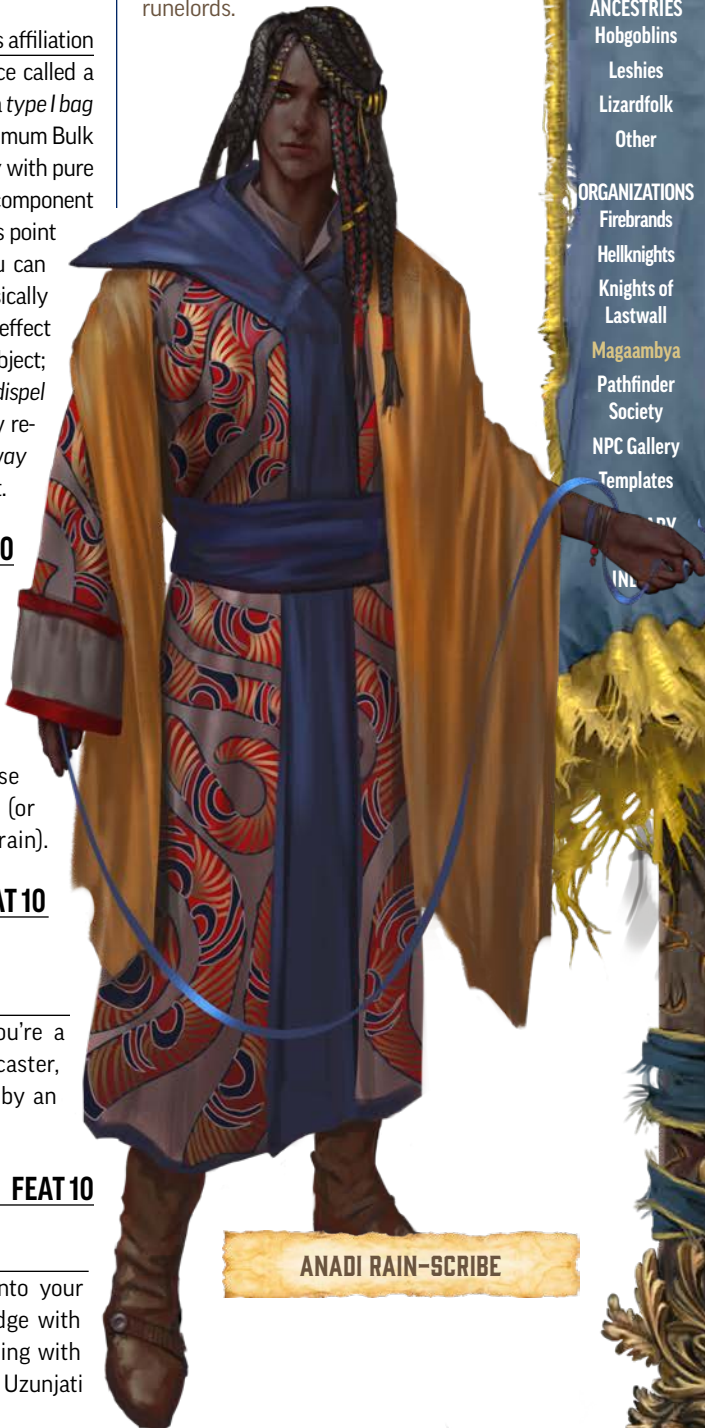 runelords.
s affiliation
ce called a
type I bag
mum Bulk
with pure
component
s point
u can
sically
effect
bject;
dispel
y re-
way
0
se
(or
rain).
AT 10
ou're a
caster,
by an
FEAT 10
nto your
dge with
ing with
Uzunjati
ANCESTRIES
Hobgoblins
Leshies
Lizardfolk
Other
ORGANIZATIONS
Firebrands
Hellknights
Knights of
Lastwall
Magaambya
Pathfinder
Society
NPC Gallery
Templates
ANADI RAIN-SCRIBE